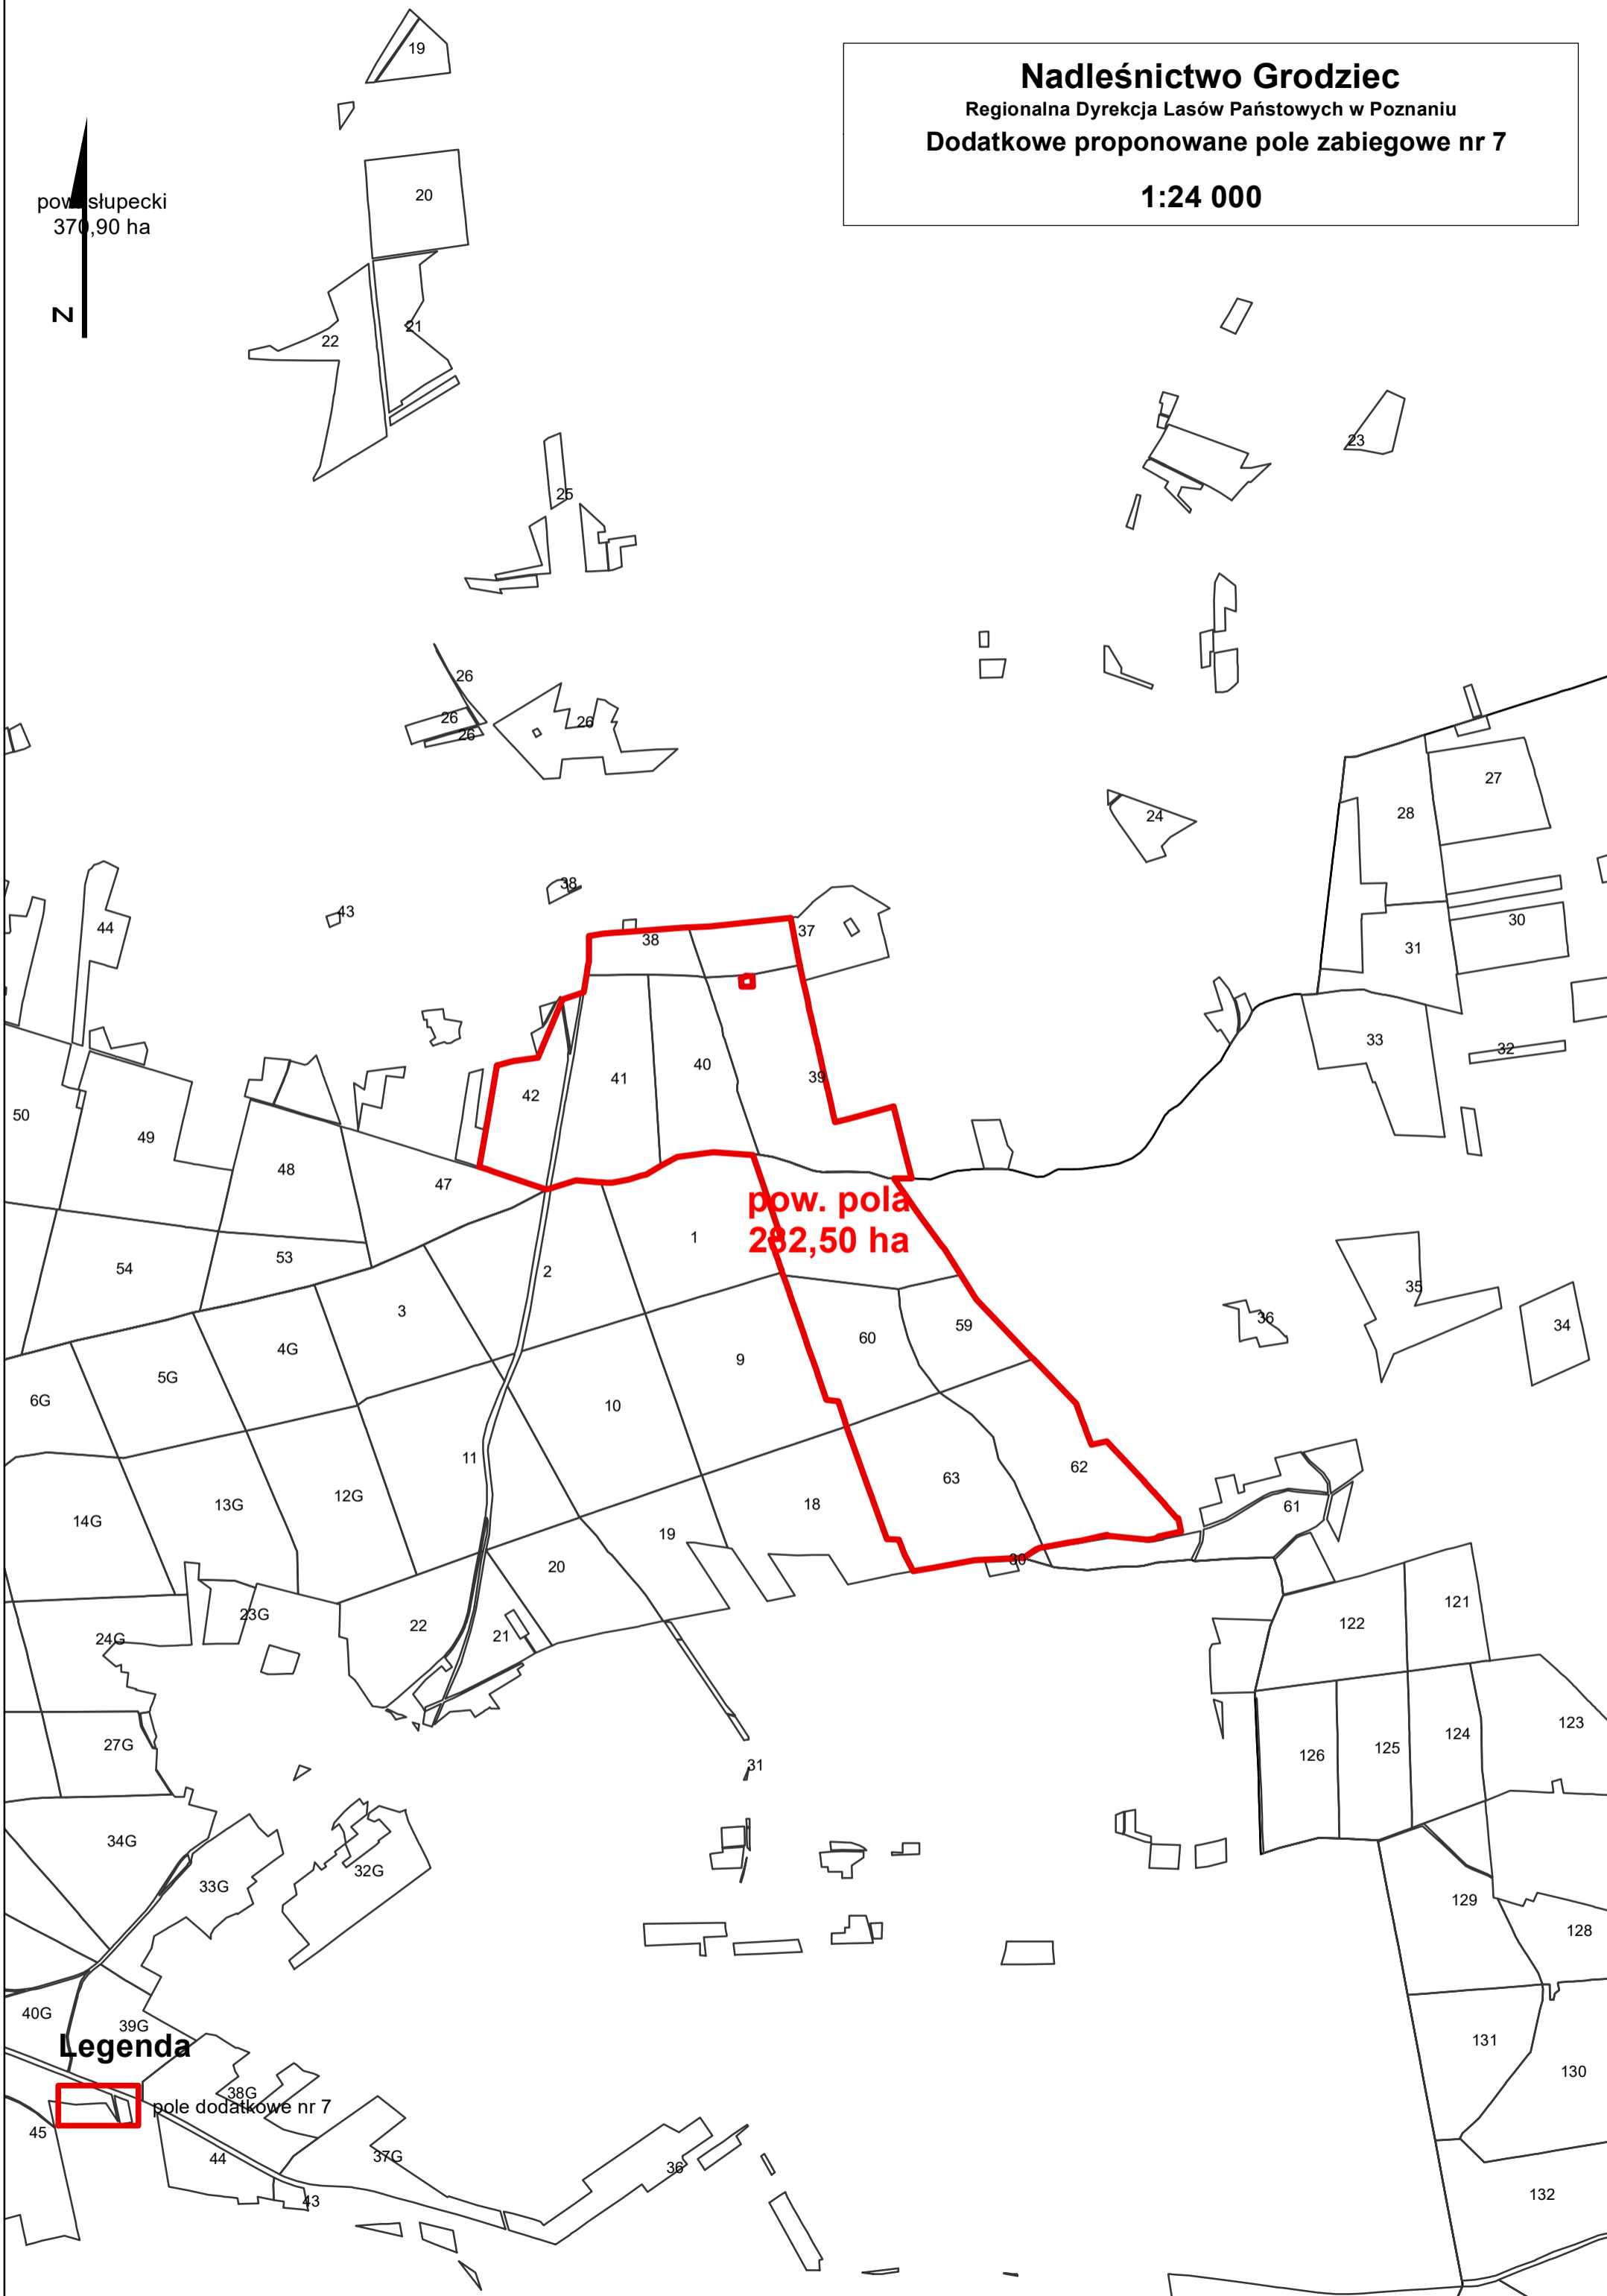 Nadleśnictwo Grodziec
Regionalna Dyrekcja Lasów Państwowych w Poznaniu
Dodatkowe proponowane pole zabiegowe nr 7
1:24 000
19
pow. słupecki
370,90 ha
N
20
21
22
23
25
26
26
26
26
27
28
24
38
43
44
37
38
30
31
33
32
50
49
48
47
42
41
40
39
pow. pola
282,50 ha
54
53
1
2
3
4G
5G
6G
60
59
36
35
34
9
10
11
12G
13G
14G
63
62
61
18
19
20
30
23G
24G
22
21
122
121
27G
31
126
125
124
123
34G
33G
32G
129
128
40G
39G
Legenda
131
130
38G
pole dodatkowe nr 7
45
44
37G
36
43
132